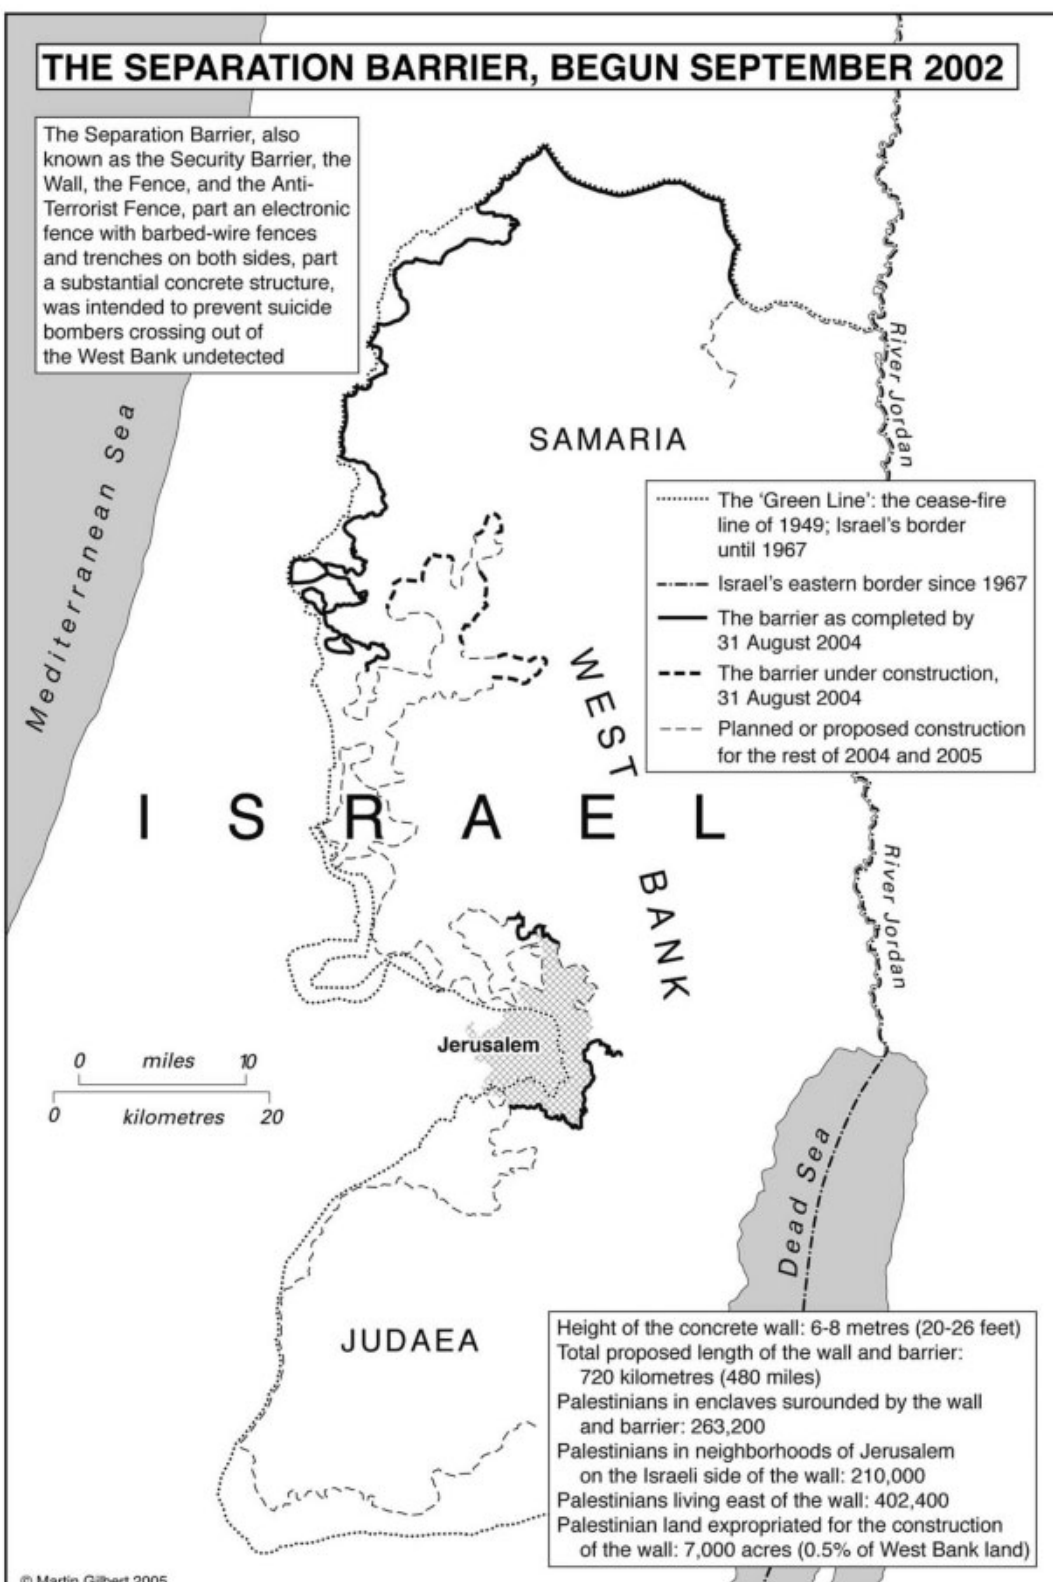 THE SEPARATION BARRIER, BEGUN SEPTEMBER 2002
The Separation Barrier, also
known as the Security Barrier, the
Wall, the Fence, and the Anti-
Terrorist Fence, part an electronic
fence with barbed-wire fences
and trenches on both sides, part
a substantial concrete structure,
was intended to prevent suicide
bombers crossing out of
the West Bank undetected
Mediterranean Sea
River Jordan
SAMARIA
The 'Green Line': the cease-fire
line of 1949; Israel's border
until 1967
Israel's eastern border since 1967
The barrier as completed by
31 August 2004
The barrier under construction,
31 August 2004
Planned or proposed construction
for the rest of 2004 and 2005
WEST
BANK
ISRAEL
River Jordan
Jerusalem
0 miles 10
0 kilometres 20
Dead Sea
JUDAEA
Height of the concrete wall: 6-8 metres (20-26 feet)
Total proposed length of the wall and barrier:
720 kilometres (480 miles)
Palestinians in enclaves surounded by the wall
and barrier: 263,200
Palestinians in neighborhoods of Jerusalem
on the Israeli side of the wall: 210,000
Palestinians living east of the wall: 402,400
Palestinian land expropriated for the construction
of the wall: 7,000 acres (0.5% of West Bank land)
© Martin Gilbert 2005